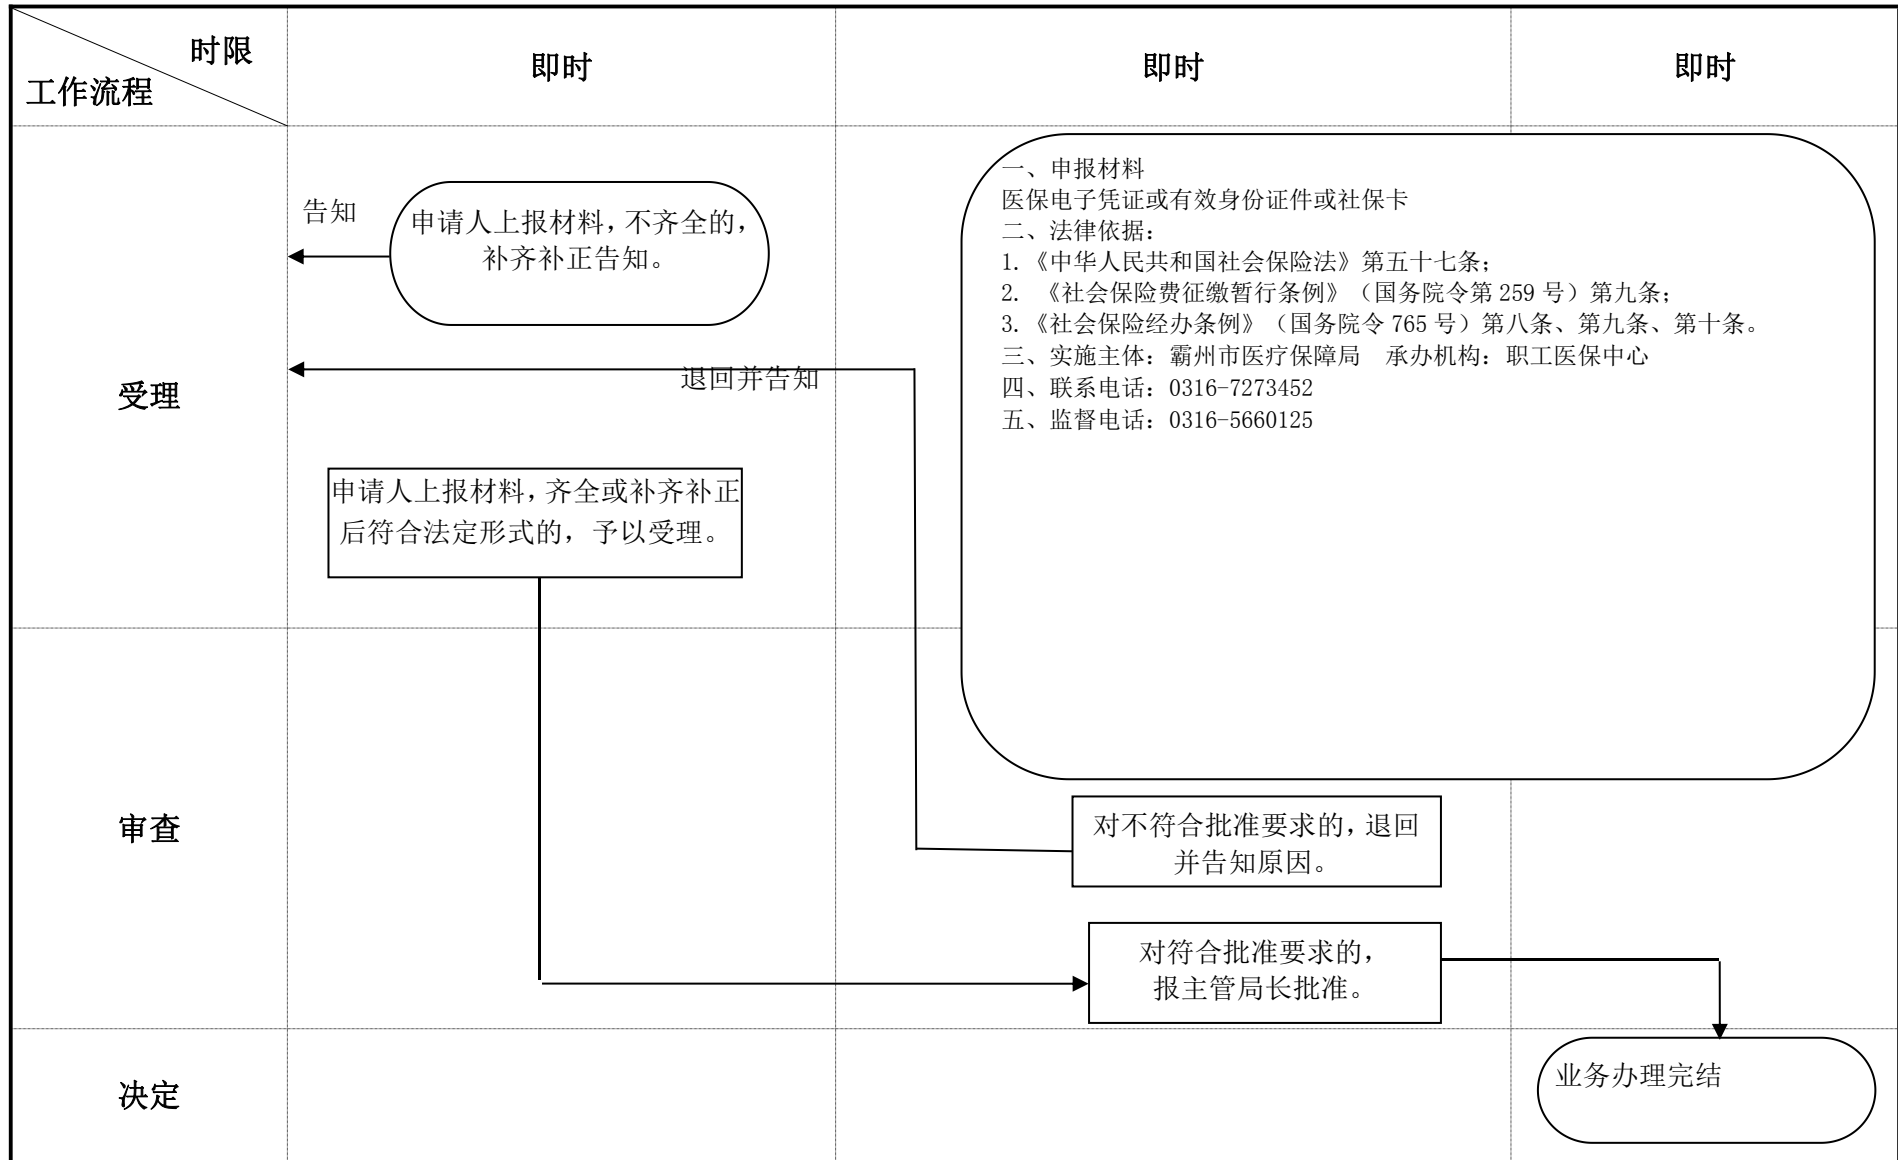 时限
工作流程
即时
即时
即时
受理
告知
申请人上报材料，不齐全的，
补齐补正告知。
退回并告知
申请人上报材料，齐全或补齐补正
后符合法定形式的，予以受理。
一、申报材料
医保电子凭证或有效身份证件或社保卡
二、法律依据：
1.《中华人民共和国社会保险法》第五十七条；
2. 《社会保险费征缴暂行条例》（国务院令第 259 号）第九条；
3.《社会保险经办条例》（国务院令 765 号）第八条、第九条、第十条。
三、实施主体：霸州市医疗保障局　承办机构：职工医保中心
四、联系电话：0316-7273452
五、监督电话：0316-5660125
审查
对不符合批准要求的，退回
并告知原因。
对符合批准要求的，
报主管局长批准。
决定
业务办理完结